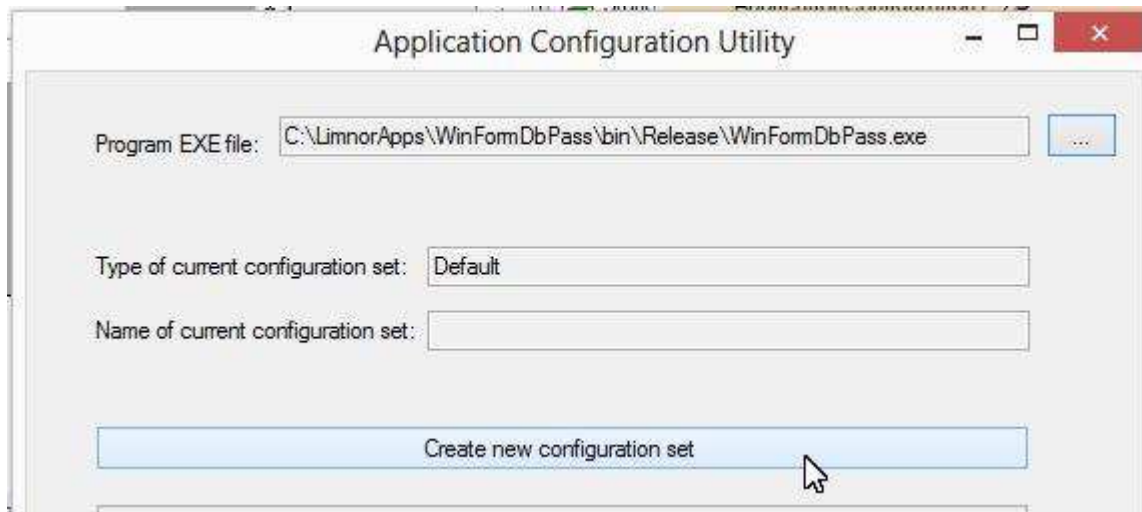 Application Configuration Utility
Program EXE file: C:\LimnorApps\WinFormDbPass\bin\Release\WinFormDbPass.exe ...
Type of current configuration set: Default
Name of current configuration set:
Create new configuration set